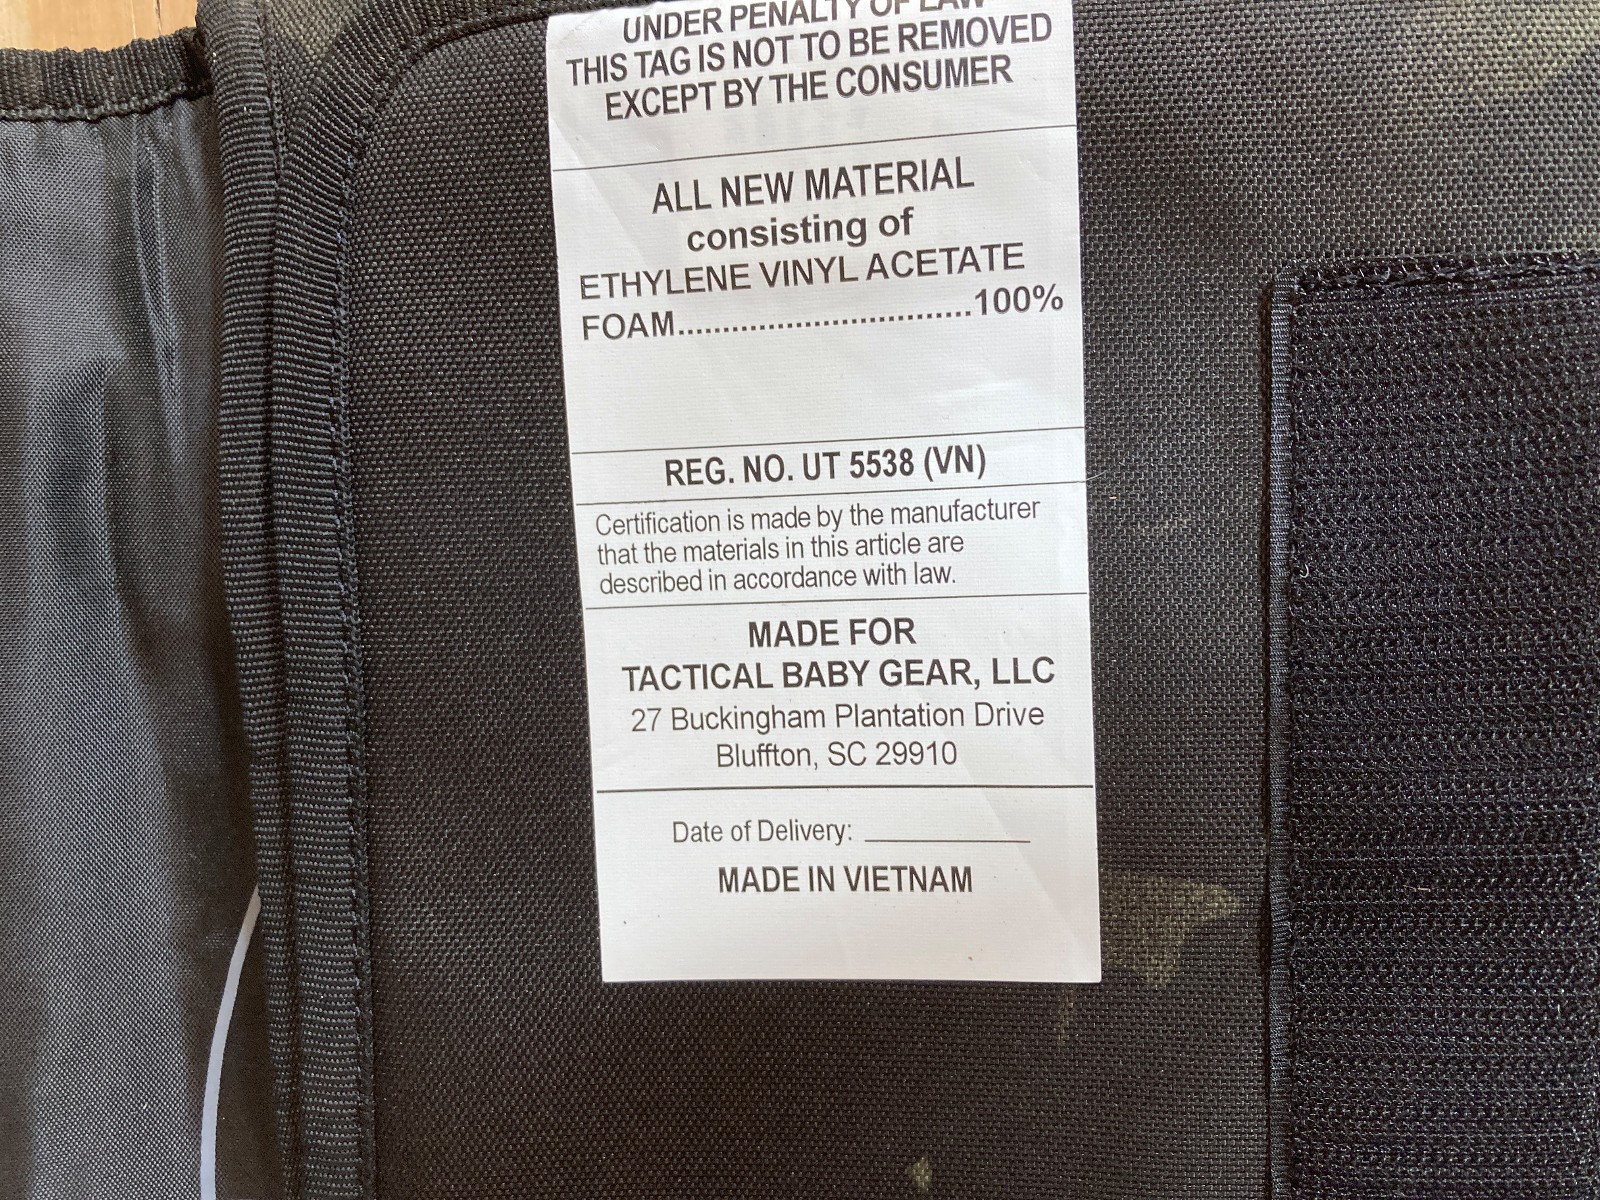 UNDER PENALTY OF LAW
THIS TAG IS NOT TO BE REMOVED
EXCEPT BY THE CONSUMER
ALL NEW MATERIAL
consisting of
ETHYLENE VINYL ACETATE
FOAM.................................100%
REG. NO. UT 5538 (VN)
Certification is made by the manufacturer
that the materials in this article are
described in accordance with law.
MADE FOR
TACTICAL BABY GEAR, LLC
27 Buckingham Plantation Drive
Bluffton, SC 29910
Date of Delivery: ____________
MADE IN VIETNAM